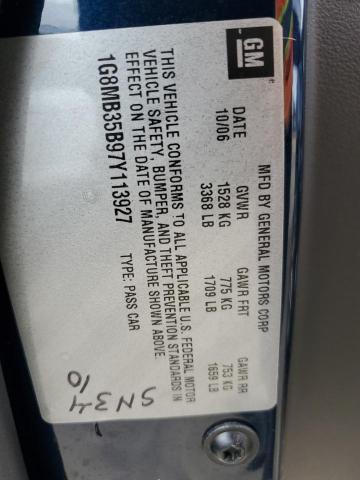 GM
MFD BY GENERAL MOTORS CORP
DATE GVWR GAWR FRT GAWR RR
10/06 1528 KG 775 KG 753 KG
3368 LB 1709 LB 1659 LB
THIS VEHICLE CONFORMS TO ALL APPLICABLE U.S. FEDERAL MOTOR
VEHICLE SAFETY, BUMPER, AND THEFT PREVENTION STANDARDS IN
EFFECT ON THE DATE OF MANUFACTURE SHOWN ABOVE.
1G8MB35B97Y113927 TYPE: PASS CAR
SN34
10